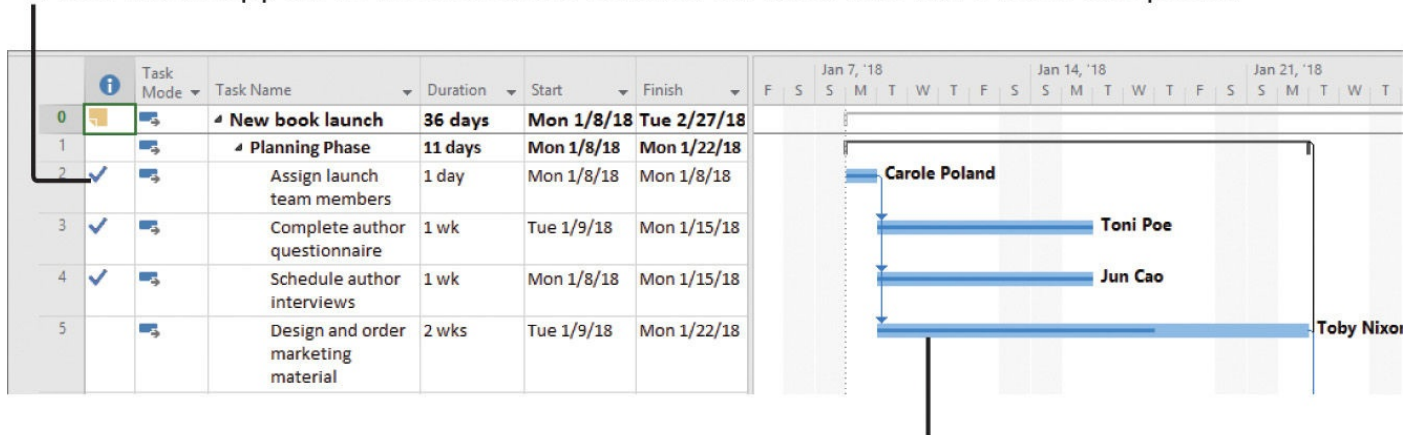 Jan 7, '18 Jan 14, '18 Jan 21, '18
Task
Mode Task Name Duration Start Finish F S S M T W T F S S M T W T F S S M T W T
0 New book launch 36 days Mon 1/8/18 Tue 2/27/18
1 Planning Phase 11 days Mon 1/8/18 Mon 1/22/18
2 Assign launch 1 day Mon 1/8/18 Mon 1/8/18 Carole Poland
team members
3 Complete author 1 wk Tue 1/9/18 Mon 1/15/18 Toni Poe
questionnaire
4 Schedule author 1 wk Mon 1/8/18 Mon 1/15/18 Jun Cao
interviews
5 Design and order 2 wks Tue 1/9/18 Mon 1/22/18 Toby Nixon
marketing
material